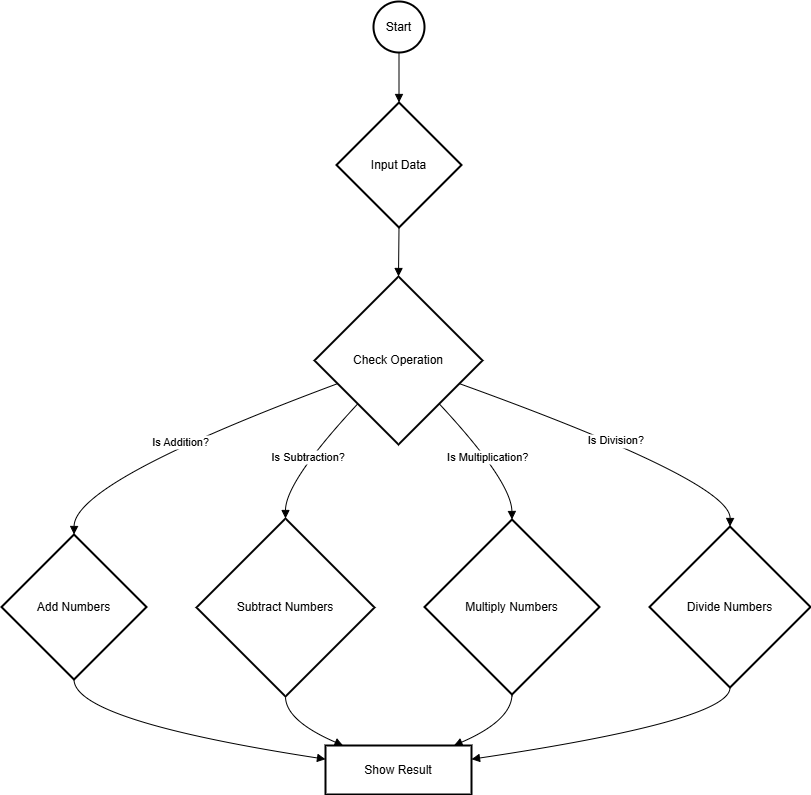 Start
Input Data
Check Operation
Is Addition?
Is Subtraction?
Is Multiplication?
Is Division?
Add Numbers
Subtract Numbers
Multiply Numbers
Divide Numbers
Show Result